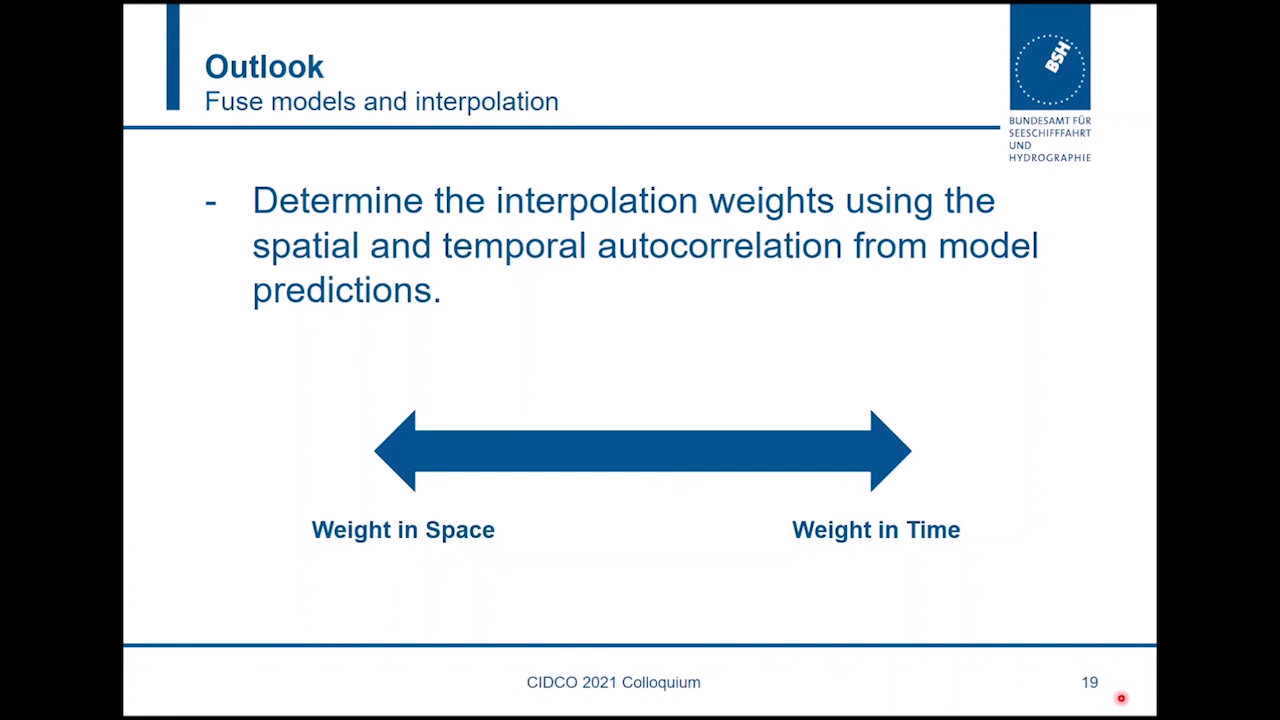 Outlook
Fuse models and interpolation
BSH
BUNDESAMT FÜR
SEESCHIFFFAHRT
UND
HYDROGRAPHIE
- Determine the interpolation weights using the
spatial and temporal autocorrelation from model
predictions.
Weight in Space
Weight in Time
CIDCO 2021 Colloquium
19